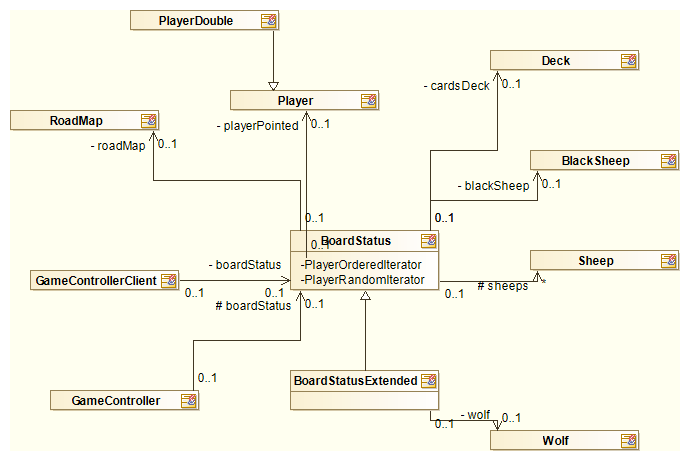 PlayerDouble
Deck
- cardsDeck
0..1
Player
- playerPointed
0..1
RoadMap
- roadMap
0..1
BlackSheep
- blackSheep
0..1
0..1
0..1
BoardStatus
0..1
-PlayerOrderedIterator
-PlayerRandomIterator
Sheep
# sheeps
*
0..1
- boardStatus
GameControllerClient
0..1
0..1
# boardStatus
0..1
GameController
BoardStatusExtended
0..1
- wolf
0..1
Wolf